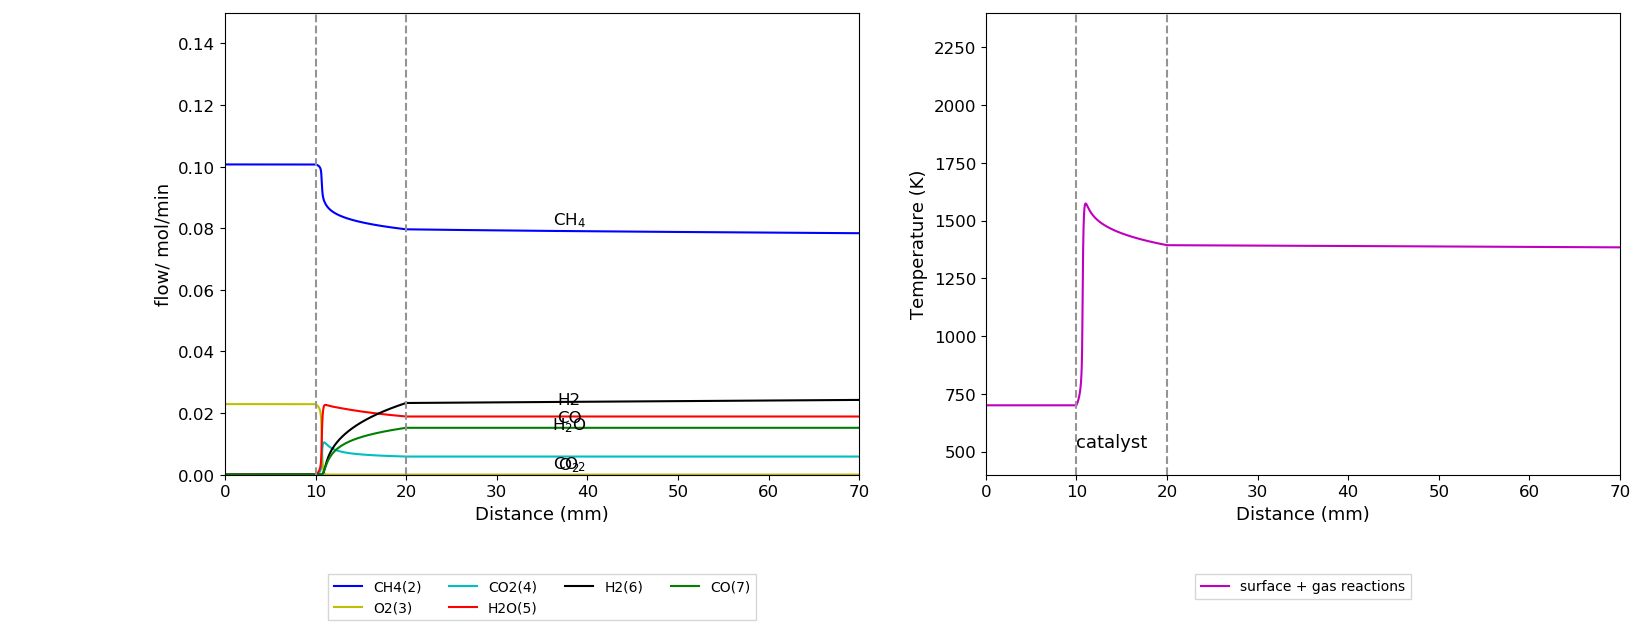 0.14
0.12
0.10
0.08
0.06
0.04
0.02
0.00
flow/ mol/min
CH₄
H2
CO
H₂O
CO₂
O₂
0 10 20 30 40 50 60 70
Distance (mm)
CH4(2) CO2(4) H2(6) CO(7)
O2(3) H2O(5)
2250
2000
1750
1500
1250
1000
750
500
Temperature (K)
catalyst
0 10 20 30 40 50 60 70
Distance (mm)
surface + gas reactions